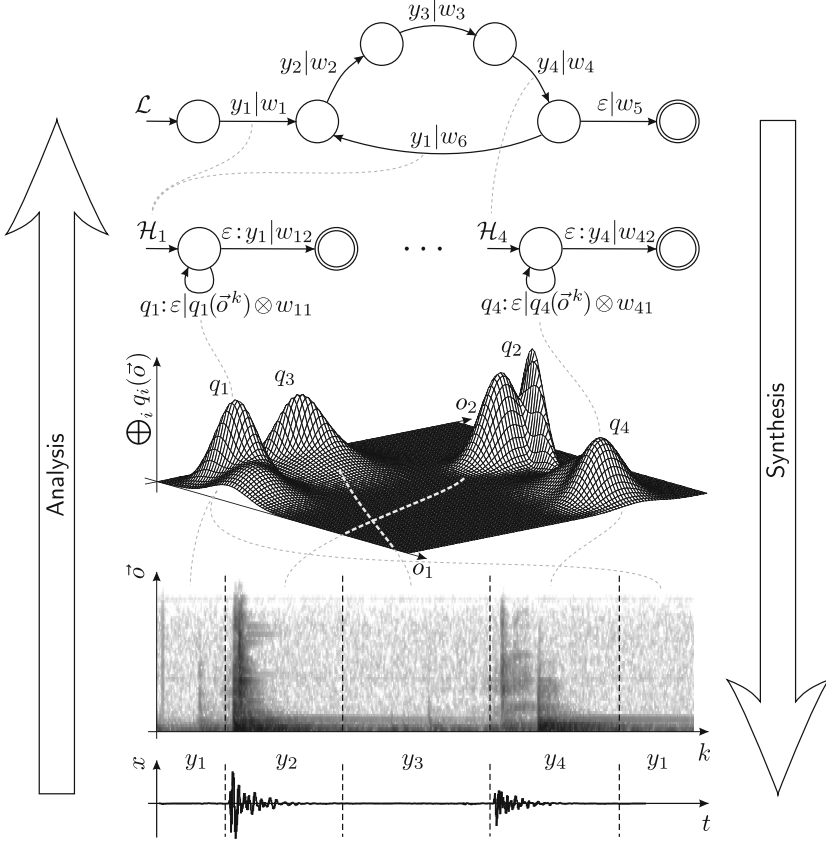 y₃|w₃
y₂|w₂ y₄|w₄
ℒ y₁|w₁ ε|w₅
y₁|w₆
ℋ₁ ε:y₁|w₁₂ · · · ℋ₄ ε:y₄|w₄₂
q₁:ε|q₁(o⃗ᵏ)⊗w₁₁ q₄:ε|q₄(o⃗ᵏ)⊗w₄₁
Analysis
Synthesis
⊕ᵢ qᵢ(o⃗)
q₁ q₃ q₂ q₄
o₂
o₁
o⃗
k
x y₁ y₂ y₃ y₄ y₁
t